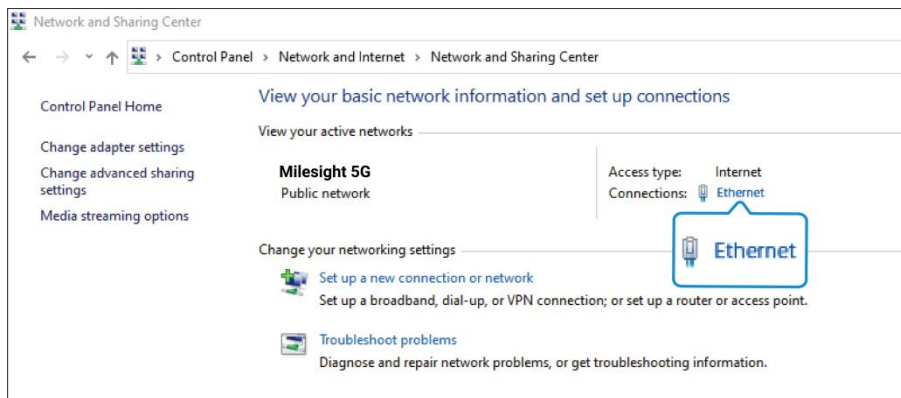 Network and Sharing Center
Control Panel > Network and Internet > Network and Sharing Center
Control Panel Home
Change adapter settings
Change advanced sharing
settings
Media streaming options
View your basic network information and set up connections
View your active networks
Milesight 5G
Public network
Access type: Internet
Connections: Ethernet
Ethernet
Change your networking settings
Set up a new connection or network
Set up a broadband, dial-up, or VPN connection; or set up a router or access point.
Troubleshoot problems
Diagnose and repair network problems, or get troubleshooting information.